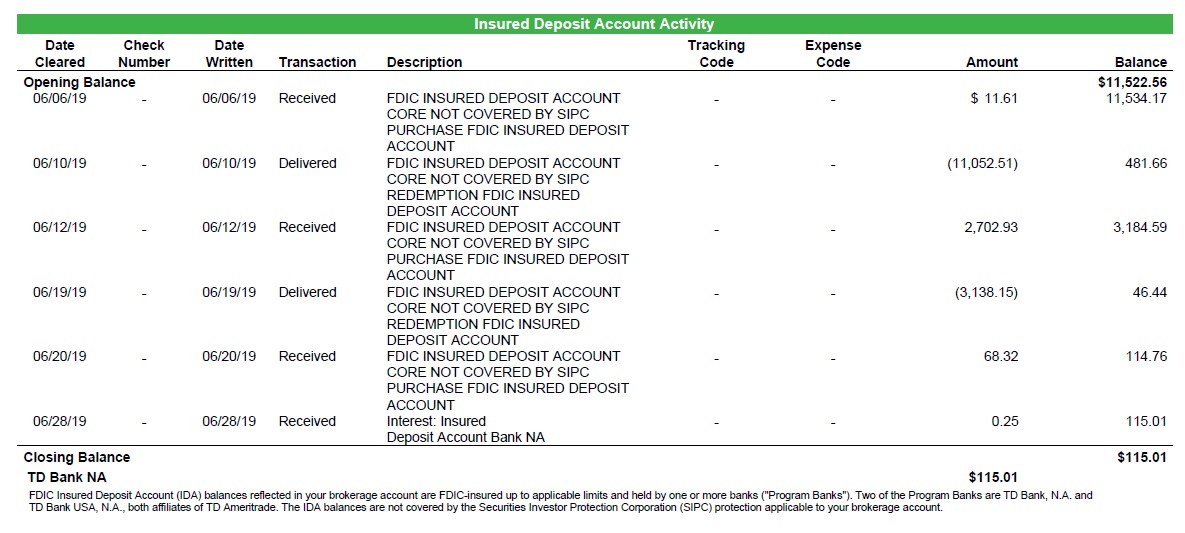 Insured Deposit Account Activity
Date Check Date Tracking Expense
Cleared Number Written Transaction Description Code Code Amount Balance
Opening Balance $11,522.56
06/06/19 - 06/06/19 Received FDIC INSURED DEPOSIT ACCOUNT - - $ 11.61 11,534.17
CORE NOT COVERED BY SIPC
PURCHASE FDIC INSURED DEPOSIT
ACCOUNT
06/10/19 - 06/10/19 Delivered FDIC INSURED DEPOSIT ACCOUNT - - (11,052.51) 481.66
CORE NOT COVERED BY SIPC
REDEMPTION FDIC INSURED
DEPOSIT ACCOUNT
06/12/19 - 06/12/19 Received FDIC INSURED DEPOSIT ACCOUNT - - 2,702.93 3,184.59
CORE NOT COVERED BY SIPC
PURCHASE FDIC INSURED DEPOSIT
ACCOUNT
06/19/19 - 06/19/19 Delivered FDIC INSURED DEPOSIT ACCOUNT - - (3,138.15) 46.44
CORE NOT COVERED BY SIPC
REDEMPTION FDIC INSURED
DEPOSIT ACCOUNT
06/20/19 - 06/20/19 Received FDIC INSURED DEPOSIT ACCOUNT - - 68.32 114.76
CORE NOT COVERED BY SIPC
PURCHASE FDIC INSURED DEPOSIT
ACCOUNT
06/28/19 - 06/28/19 Received Interest: Insured - - 0.25 115.01
Deposit Account Bank NA
Closing Balance $115.01
TD Bank NA $115.01
FDIC Insured Deposit Account (IDA) balances reflected in your brokerage account are FDIC-insured up to applicable limits and held by one or more banks ("Program Banks"). Two of the Program Banks are TD Bank, N.A. and
TD Bank USA, N.A., both affiliates of TD Ameritrade. The IDA balances are not covered by the Securities Investor Protection Corporation (SIPC) protection applicable to your brokerage account.